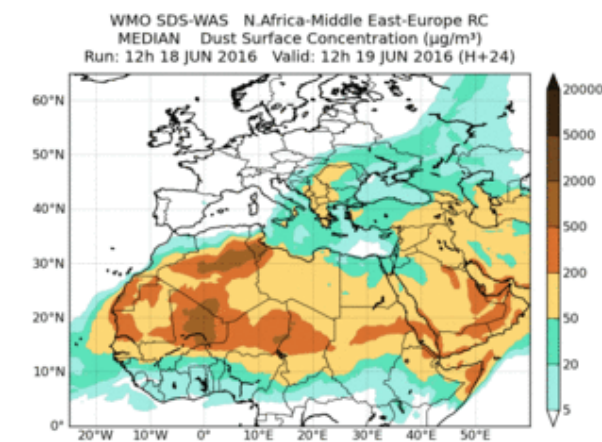 WMO SDS-WAS N.Africa-Middle East-Europe RC
MEDIAN Dust Surface Concentration (μg/m³)
Run: 12h 18 JUN 2016 Valid: 12h 19 JUN 2016 (H+24)
60°N
50°N
40°N
30°N
20°N
10°N
0°
20°W 10°W 0° 10°E 20°E 30°E 40°E 50°E
20000
5000
2000
500
200
50
20
5